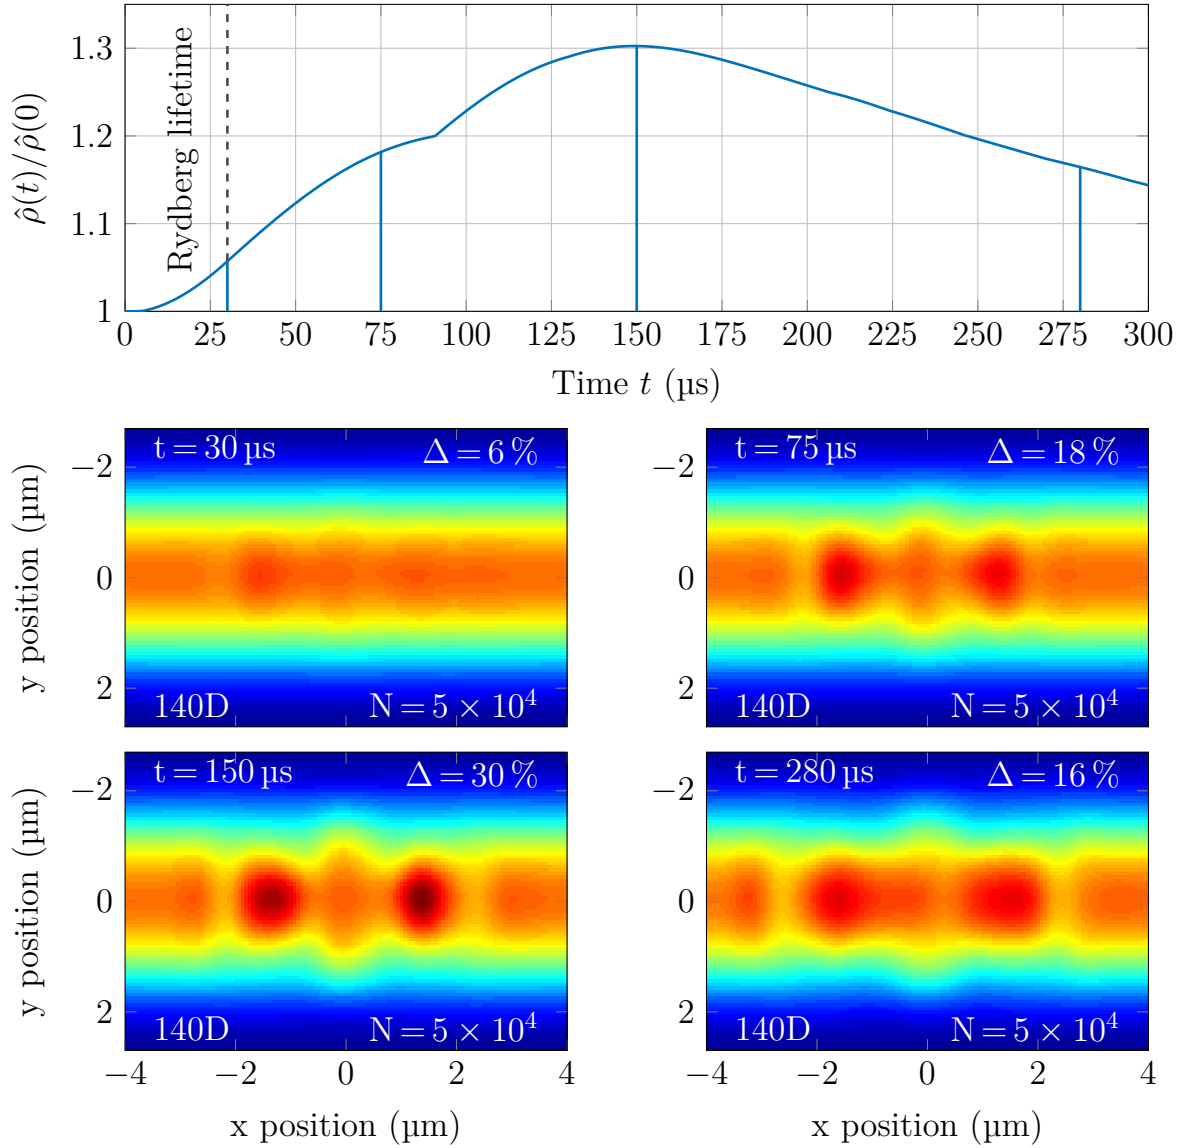 ρ̂(t)/ρ̂(0)
1.3
1.2
1.1
1
Rydberg lifetime
0 25 50 75 100 125 150 175 200 225 250 275 300
Time t (µs)
t = 30 µs Δ = 6 %
140D N = 5 × 10⁴
−2
0
2
y position (µm)
t = 75 µs Δ = 18 %
140D N = 5 × 10⁴
−2
0
2
t = 150 µs Δ = 30 %
140D N = 5 × 10⁴
−2
0
2
y position (µm)
−4 −2 0 2 4
x position (µm)
t = 280 µs Δ = 16 %
140D N = 5 × 10⁴
−2
0
2
−4 −2 0 2 4
x position (µm)